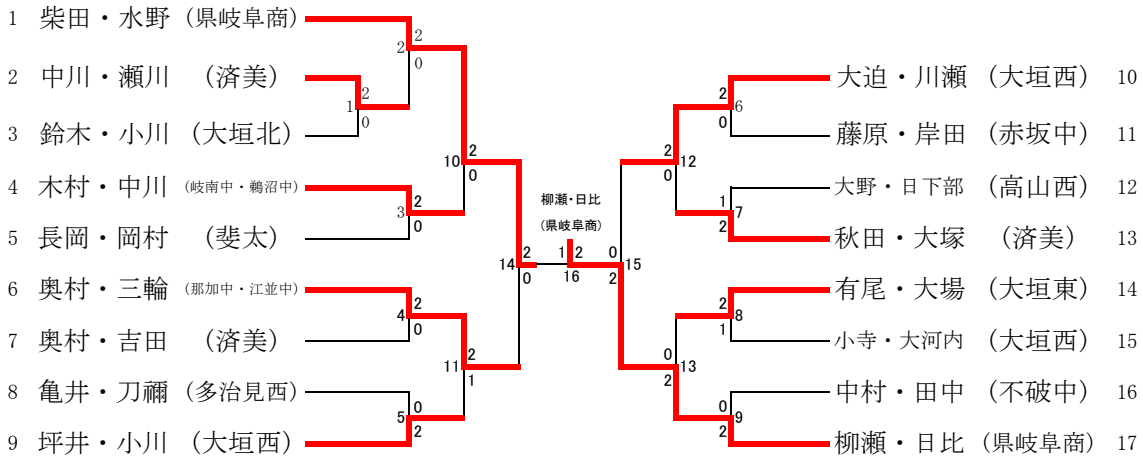 1 柴田・水野 (県岐阜商)
2 中川・瀬川 (済美)
3 鈴木・小川 (大垣北)
4 木村・中川 (岐南中・鵜沼中)
5 長岡・岡村 (斐太)
6 奥村・三輪 (那加中・江並中)
7 奥村・吉田 (済美)
8 亀井・刀禰 (多治見西)
9 坪井・小川 (大垣西)
2 2
0
1 2
0
10 2
0
3 2
0
4 2
0
11 2
1
5 0
2
14 2
0
柳瀬・日比
(県岐阜商)
1 2
16
0 15
2
2 12
0
2 6
0
1 7
2
0 13
2
2 8
1
0 9
2
大迫・川瀬 (大垣西) 10
藤原・岸田 (赤坂中) 11
大野・日下部 (高山西) 12
秋田・大塚 (済美) 13
有尾・大場 (大垣東) 14
小寺・大河内 (大垣西) 15
中村・田中 (不破中) 16
柳瀬・日比 (県岐阜商) 17